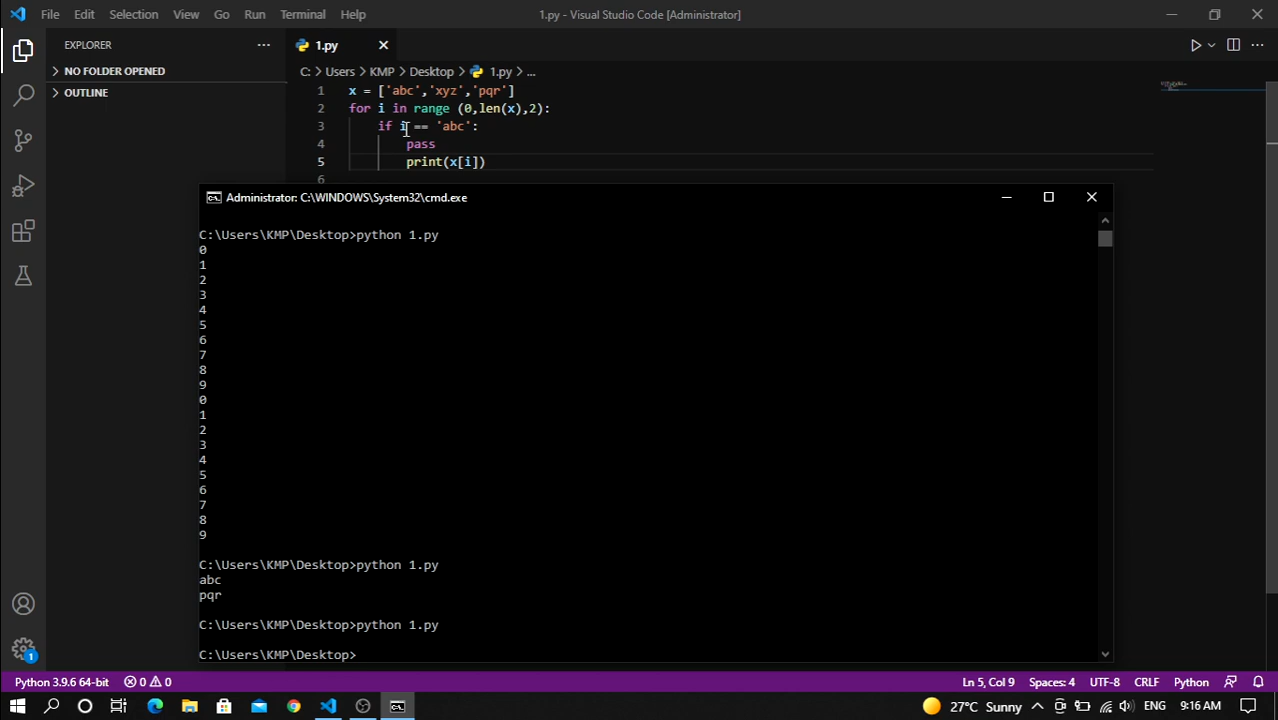 File Edit Selection View Go Run Terminal Help 1.py - Visual Studio Code [Administrator]
EXPLORER ··· 1.py
NO FOLDER OPENED
OUTLINE
C: > Users > KMP > Desktop > 1.py > ...
1 x = ['abc','xyz','pqr']
2 for i in range (0,len(x),2):
3 if i == 'abc':
4 pass
5 print(x[i])
6
Administrator: C:\WINDOWS\System32\cmd.exe
C:\Users\KMP\Desktop>python 1.py
0
1
2
3
4
5
6
7
8
9
0
1
2
3
4
5
6
7
8
9
C:\Users\KMP\Desktop>python 1.py
abc
pqr
C:\Users\KMP\Desktop>python 1.py
C:\Users\KMP\Desktop>
1
Python 3.9.6 64-bit 0 0 Ln 5, Col 9 Spaces: 4 UTF-8 CRLF Python
27°C Sunny ENG 9:16 AM